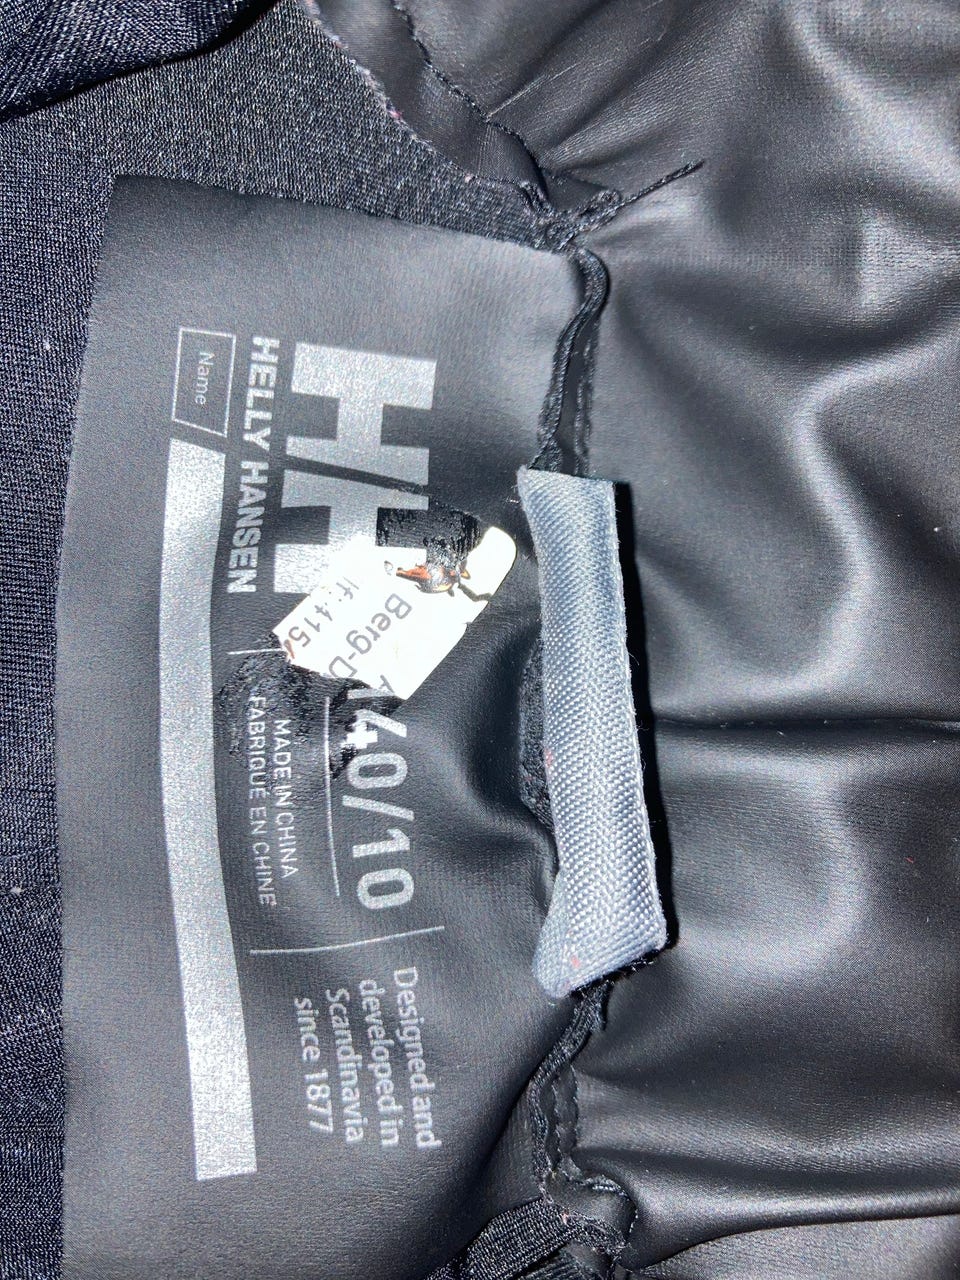 HH
HELLY HANSEN
Name
140/10
MADE IN CHINA
FABRIQUE EN CHINE
Designed and
developed in
Scandinavia
since 1877